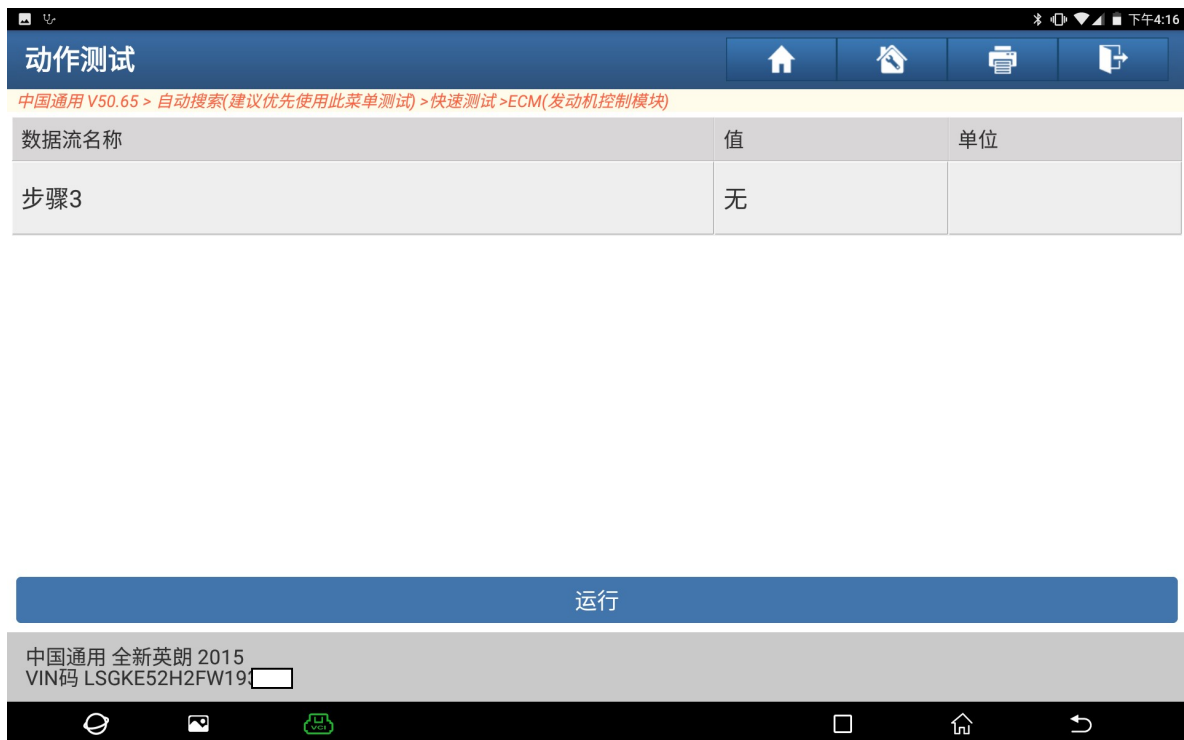 下午4:16
动作测试
中国通用 V50.65 > 自动搜索(建议优先使用此菜单测试) >快速测试 >ECM(发动机控制模块)
数据流名称 值 单位
步骤3 无
运行
中国通用 全新英朗 2015
VIN码 LSGKE52H2FW19
VCI